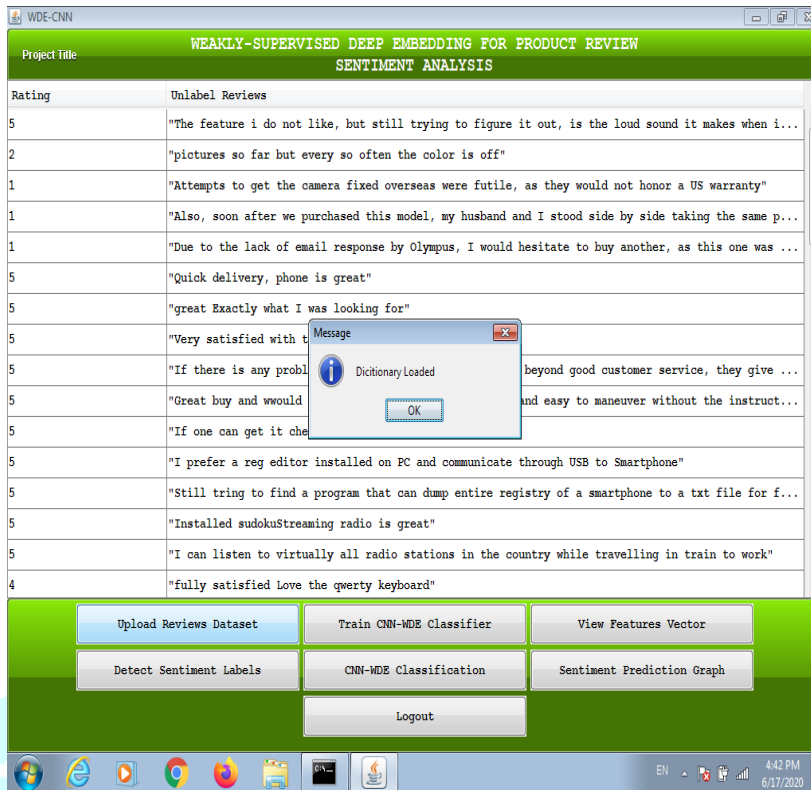 WDE-CNN
Project Title
WEAKLY-SUPERVISED DEEP EMBEDDING FOR PRODUCT REVIEW
SENTIMENT ANALYSIS
Rating Unlabel Reviews
5 "The feature i do not like, but still trying to figure it out, is the loud sound it makes when i...
2 "pictures so far but every so often the color is off"
1 "Attempts to get the camera fixed overseas were futile, as they would not honor a US warranty"
1 "Also, soon after we purchased this model, my husband and I stood side by side taking the same p...
1 "Due to the lack of email response by Olympus, I would hesitate to buy another, as this one was ...
5 "Quick delivery, phone is great"
5 "great Exactly what I was looking for"
5 "Very satisfied with t
5 "If there is any probl beyond good customer service, they give ...
5 "Great buy and wwould nd easy to maneuver without the instruct...
5 "If one can get it che
Message
Dicitionary Loaded
OK
5 "I prefer a reg editor installed on PC and communicate through USB to Smartphone"
5 "Still tring to find a program that can dump entire registry of a smartphone to a txt file for f...
5 "Installed sudokuStreaming radio is great"
5 "I can listen to virtually all radio stations in the country while travelling in train to work"
4 "fully satisfied Love the qwerty keyboard"
Upload Reviews Dataset Train CNN-WDE Classifier View Features Vector
Detect Sentiment Labels CNN-WDE Classification Sentiment Prediction Graph
Logout
EN 4:42 PM
6/17/2020